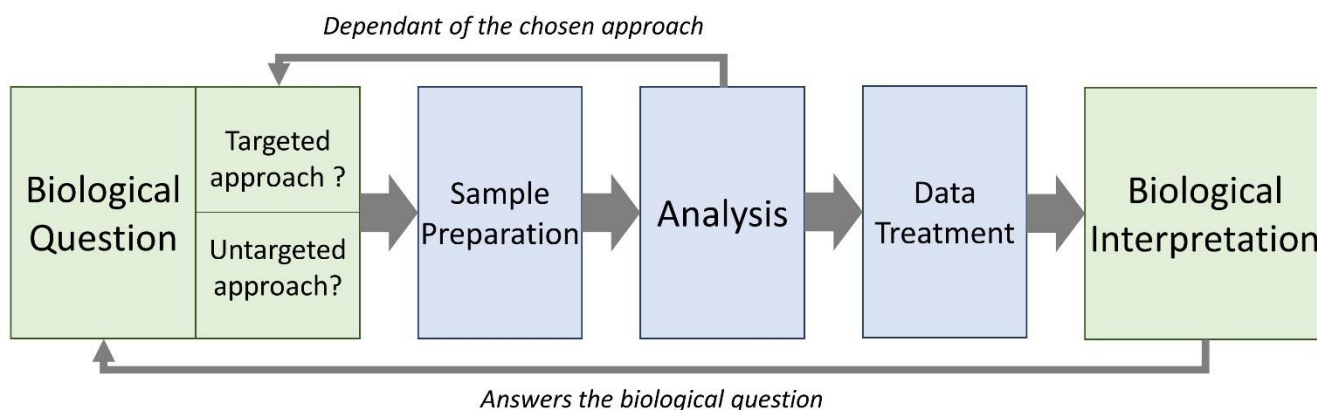 Dependant of the chosen approach
Biological
Question
Targeted
approach ?
Untargeted
approach?
Sample
Preparation
Analysis
Data
Treatment
Biological
Interpretation
Answers the biological question